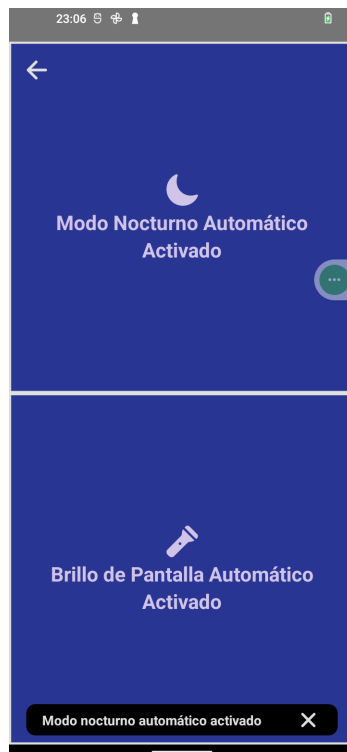 23:06
Modo Nocturno Automático
Activado
Brillo de Pantalla Automático
Activado
Modo nocturno automático activado